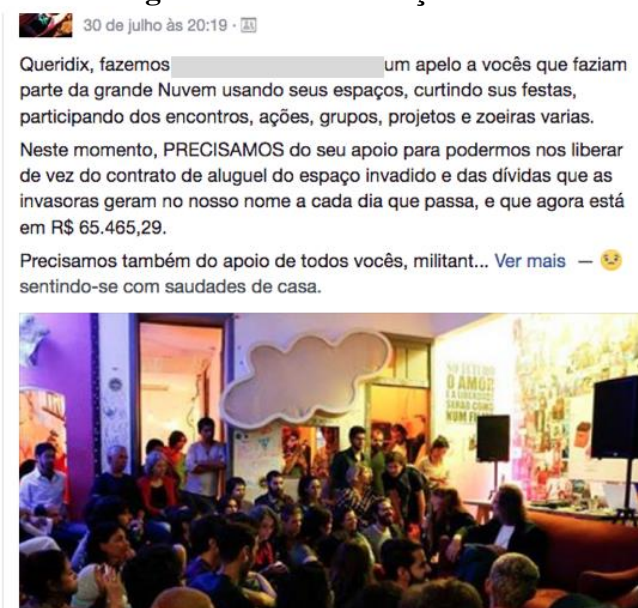 30 de julho às 20:19 ·
Queridix, fazemos um apelo a vocês que faziam
parte da grande Nuvem usando seus espaços, curtindo sus festas,
participando dos encontros, ações, grupos, projetos e zoeiras varias.
Neste momento, PRECISAMOS do seu apoio para podermos nos liberar
de vez do contrato de aluguel do espaço invadido e das dívidas que as
invasoras geram no nosso nome a cada dia que passa, e que agora está
em R$ 65.465,29.
Precisamos também do apoio de todos vocês, militant... Ver mais —
sentindo-se com saudades de casa.
O AMOR